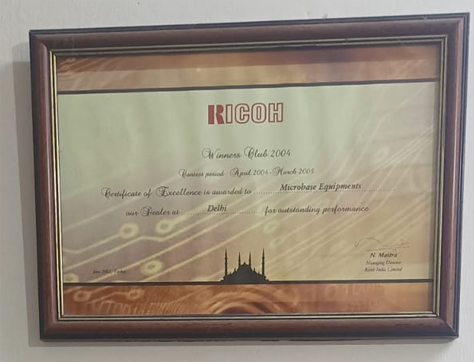 RICOH
Winners Club 2004
Contest period: April 2004-March 2005
Certificate of Excellence is awarded to Microbase Equipments
our Dealer at Delhi for outstanding performance
N. Maitra
Managing Director
Ricoh India Limited